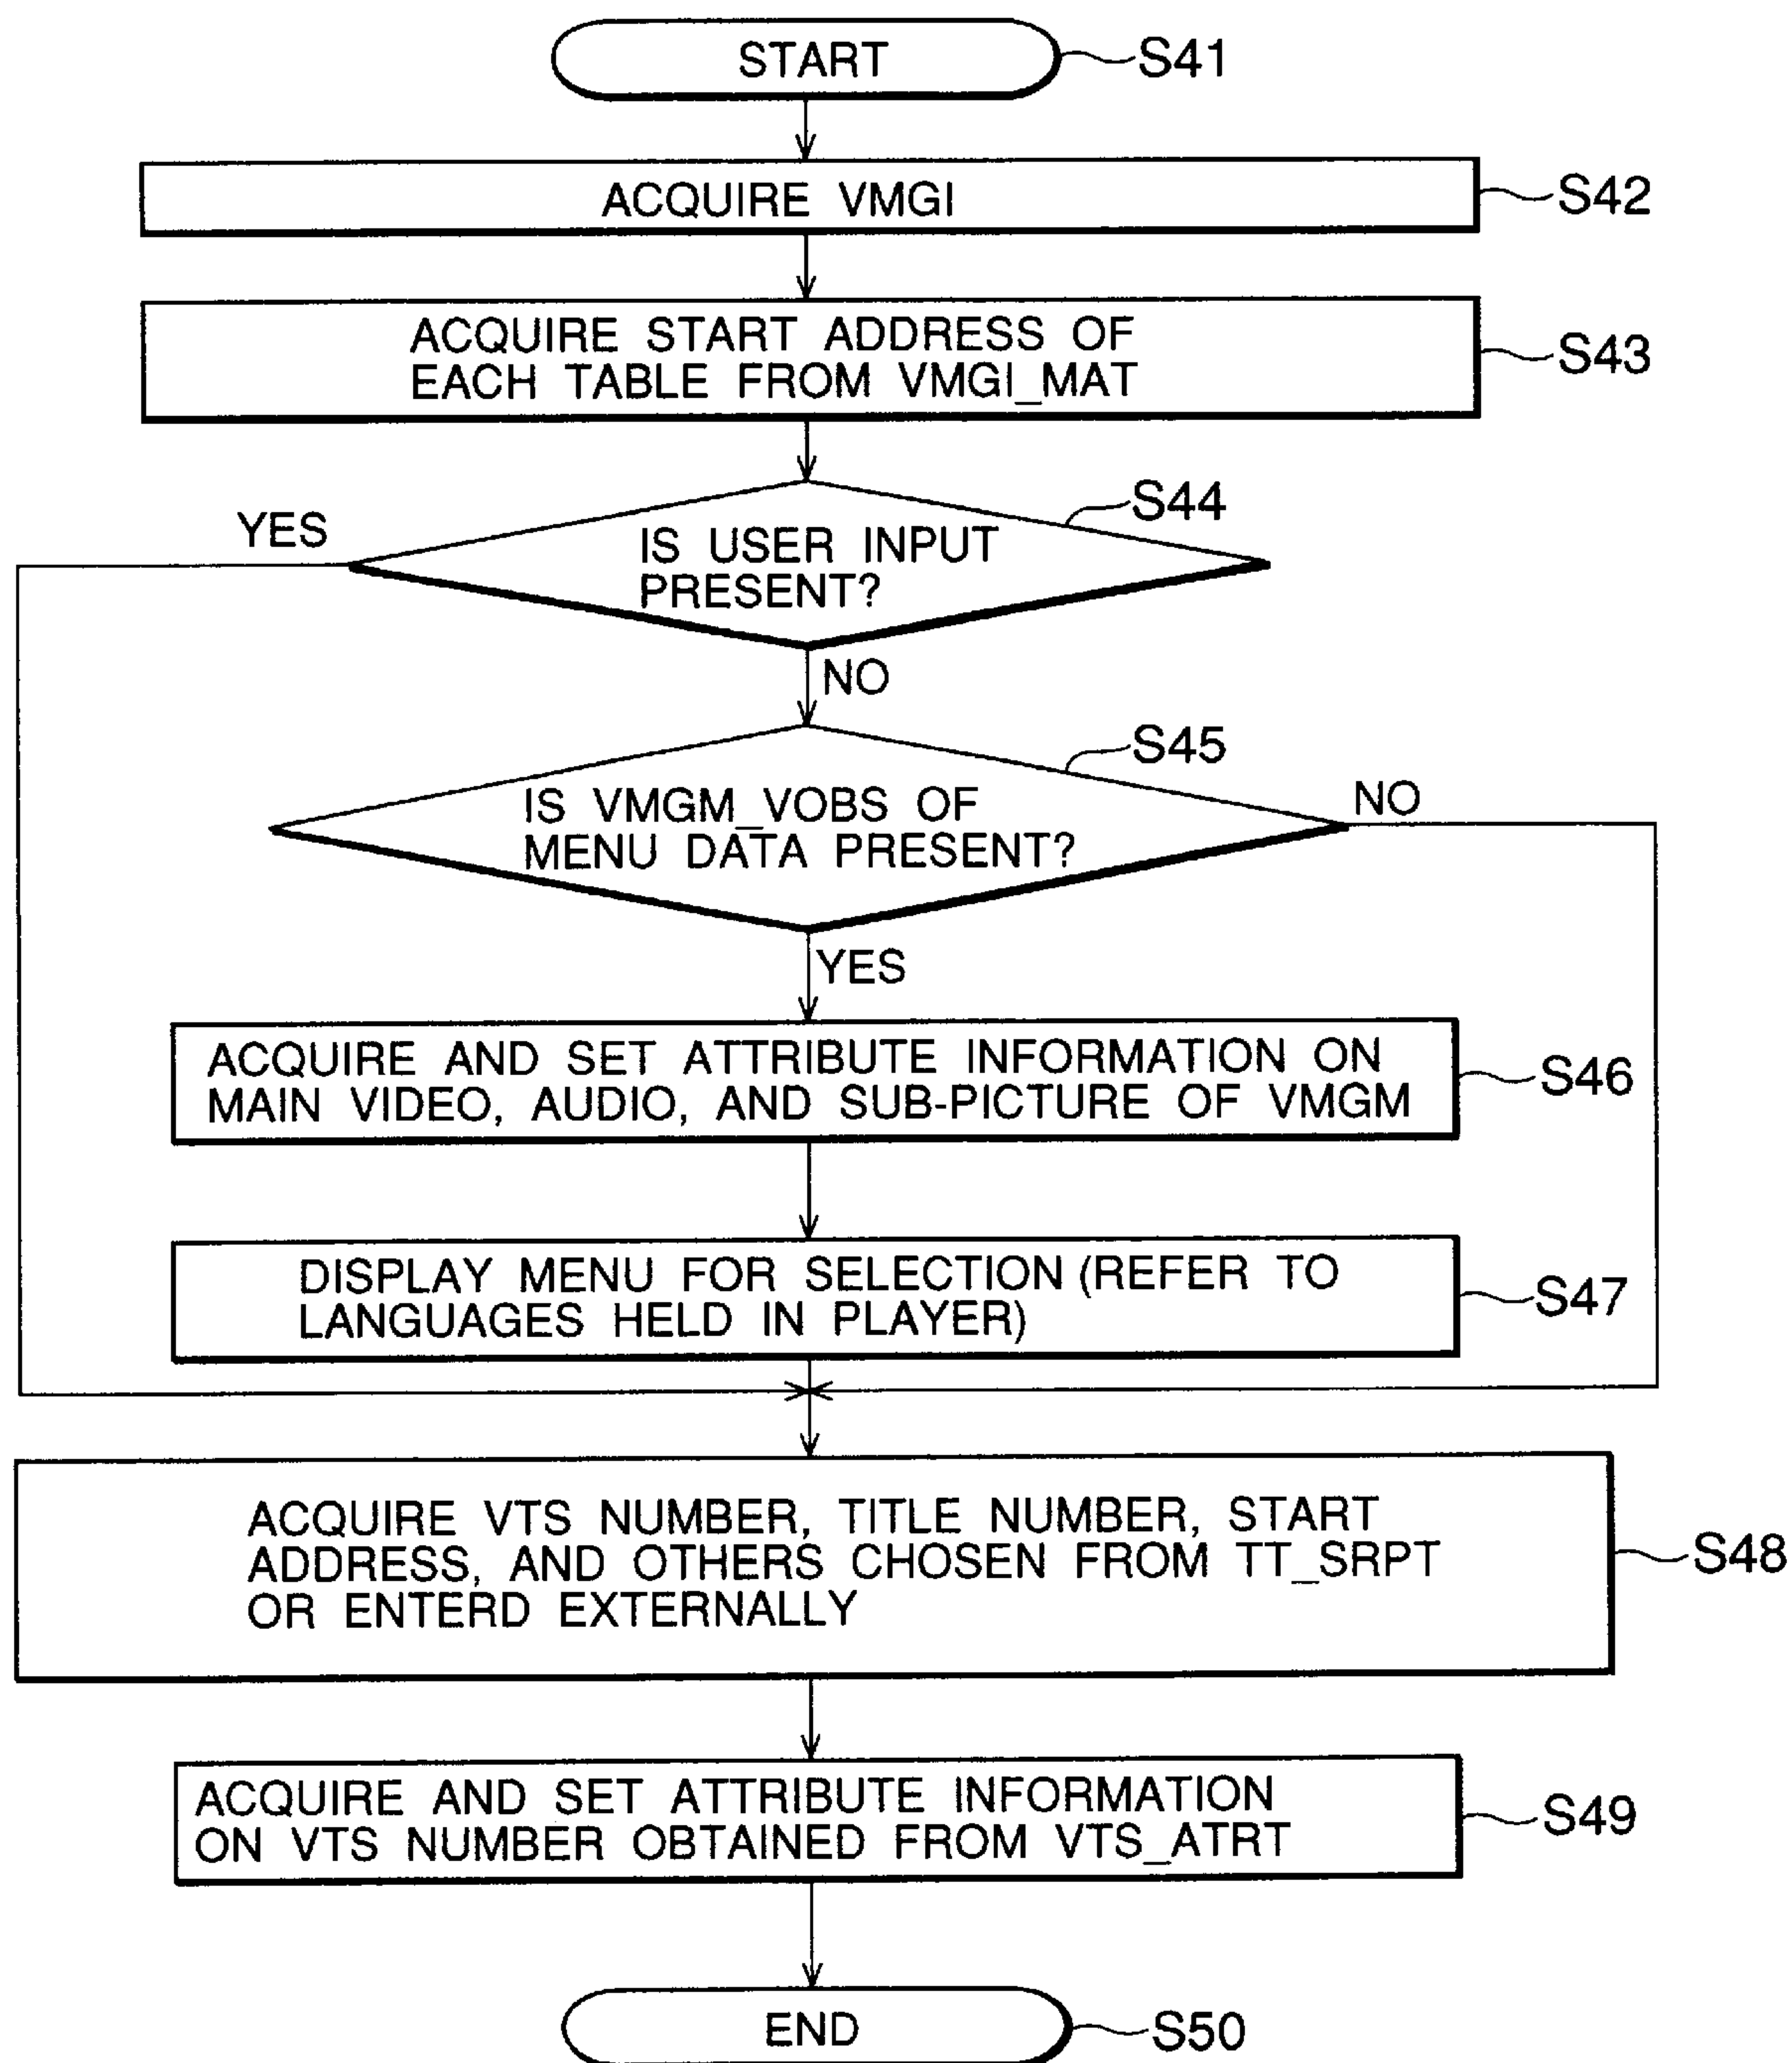 START
S41
ACQUIRE VMGI
S42
ACQUIRE START ADDRESS OF
EACH TABLE FROM VMGI_MAT
S43
S44
YES
IS USER INPUT
PRESENT?
NO
S45
NO
IS VMGM_VOBS OF
MENU DATA PRESENT?
YES
ACQUIRE AND SET ATTRIBUTE INFORMATION ON
MAIN VIDEO, AUDIO, AND SUB-PICTURE OF VMGM
S46
DISPLAY MENU FOR SELECTION (REFER TO
LANGUAGES HELD IN PLAYER)
S47
ACQUIRE VTS NUMBER, TITLE NUMBER, START
ADDRESS, AND OTHERS CHOSEN FROM TT_SRPT
OR ENTERD EXTERNALLY
S48
ACQUIRE AND SET ATTRIBUTE INFORMATION
ON VTS NUMBER OBTAINED FROM VTS_ATRT
S49
END
S50